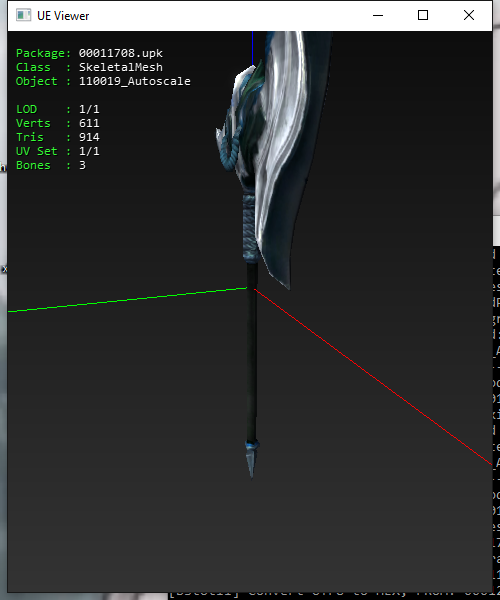 UE Viewer
Package: 00011708.upk
Class  : SkeletalMesh
Object : 110019_Autoscale
LOD    : 1/1
Verts  : 611
Tris   : 914
UV Set : 1/1
Bones  : 3